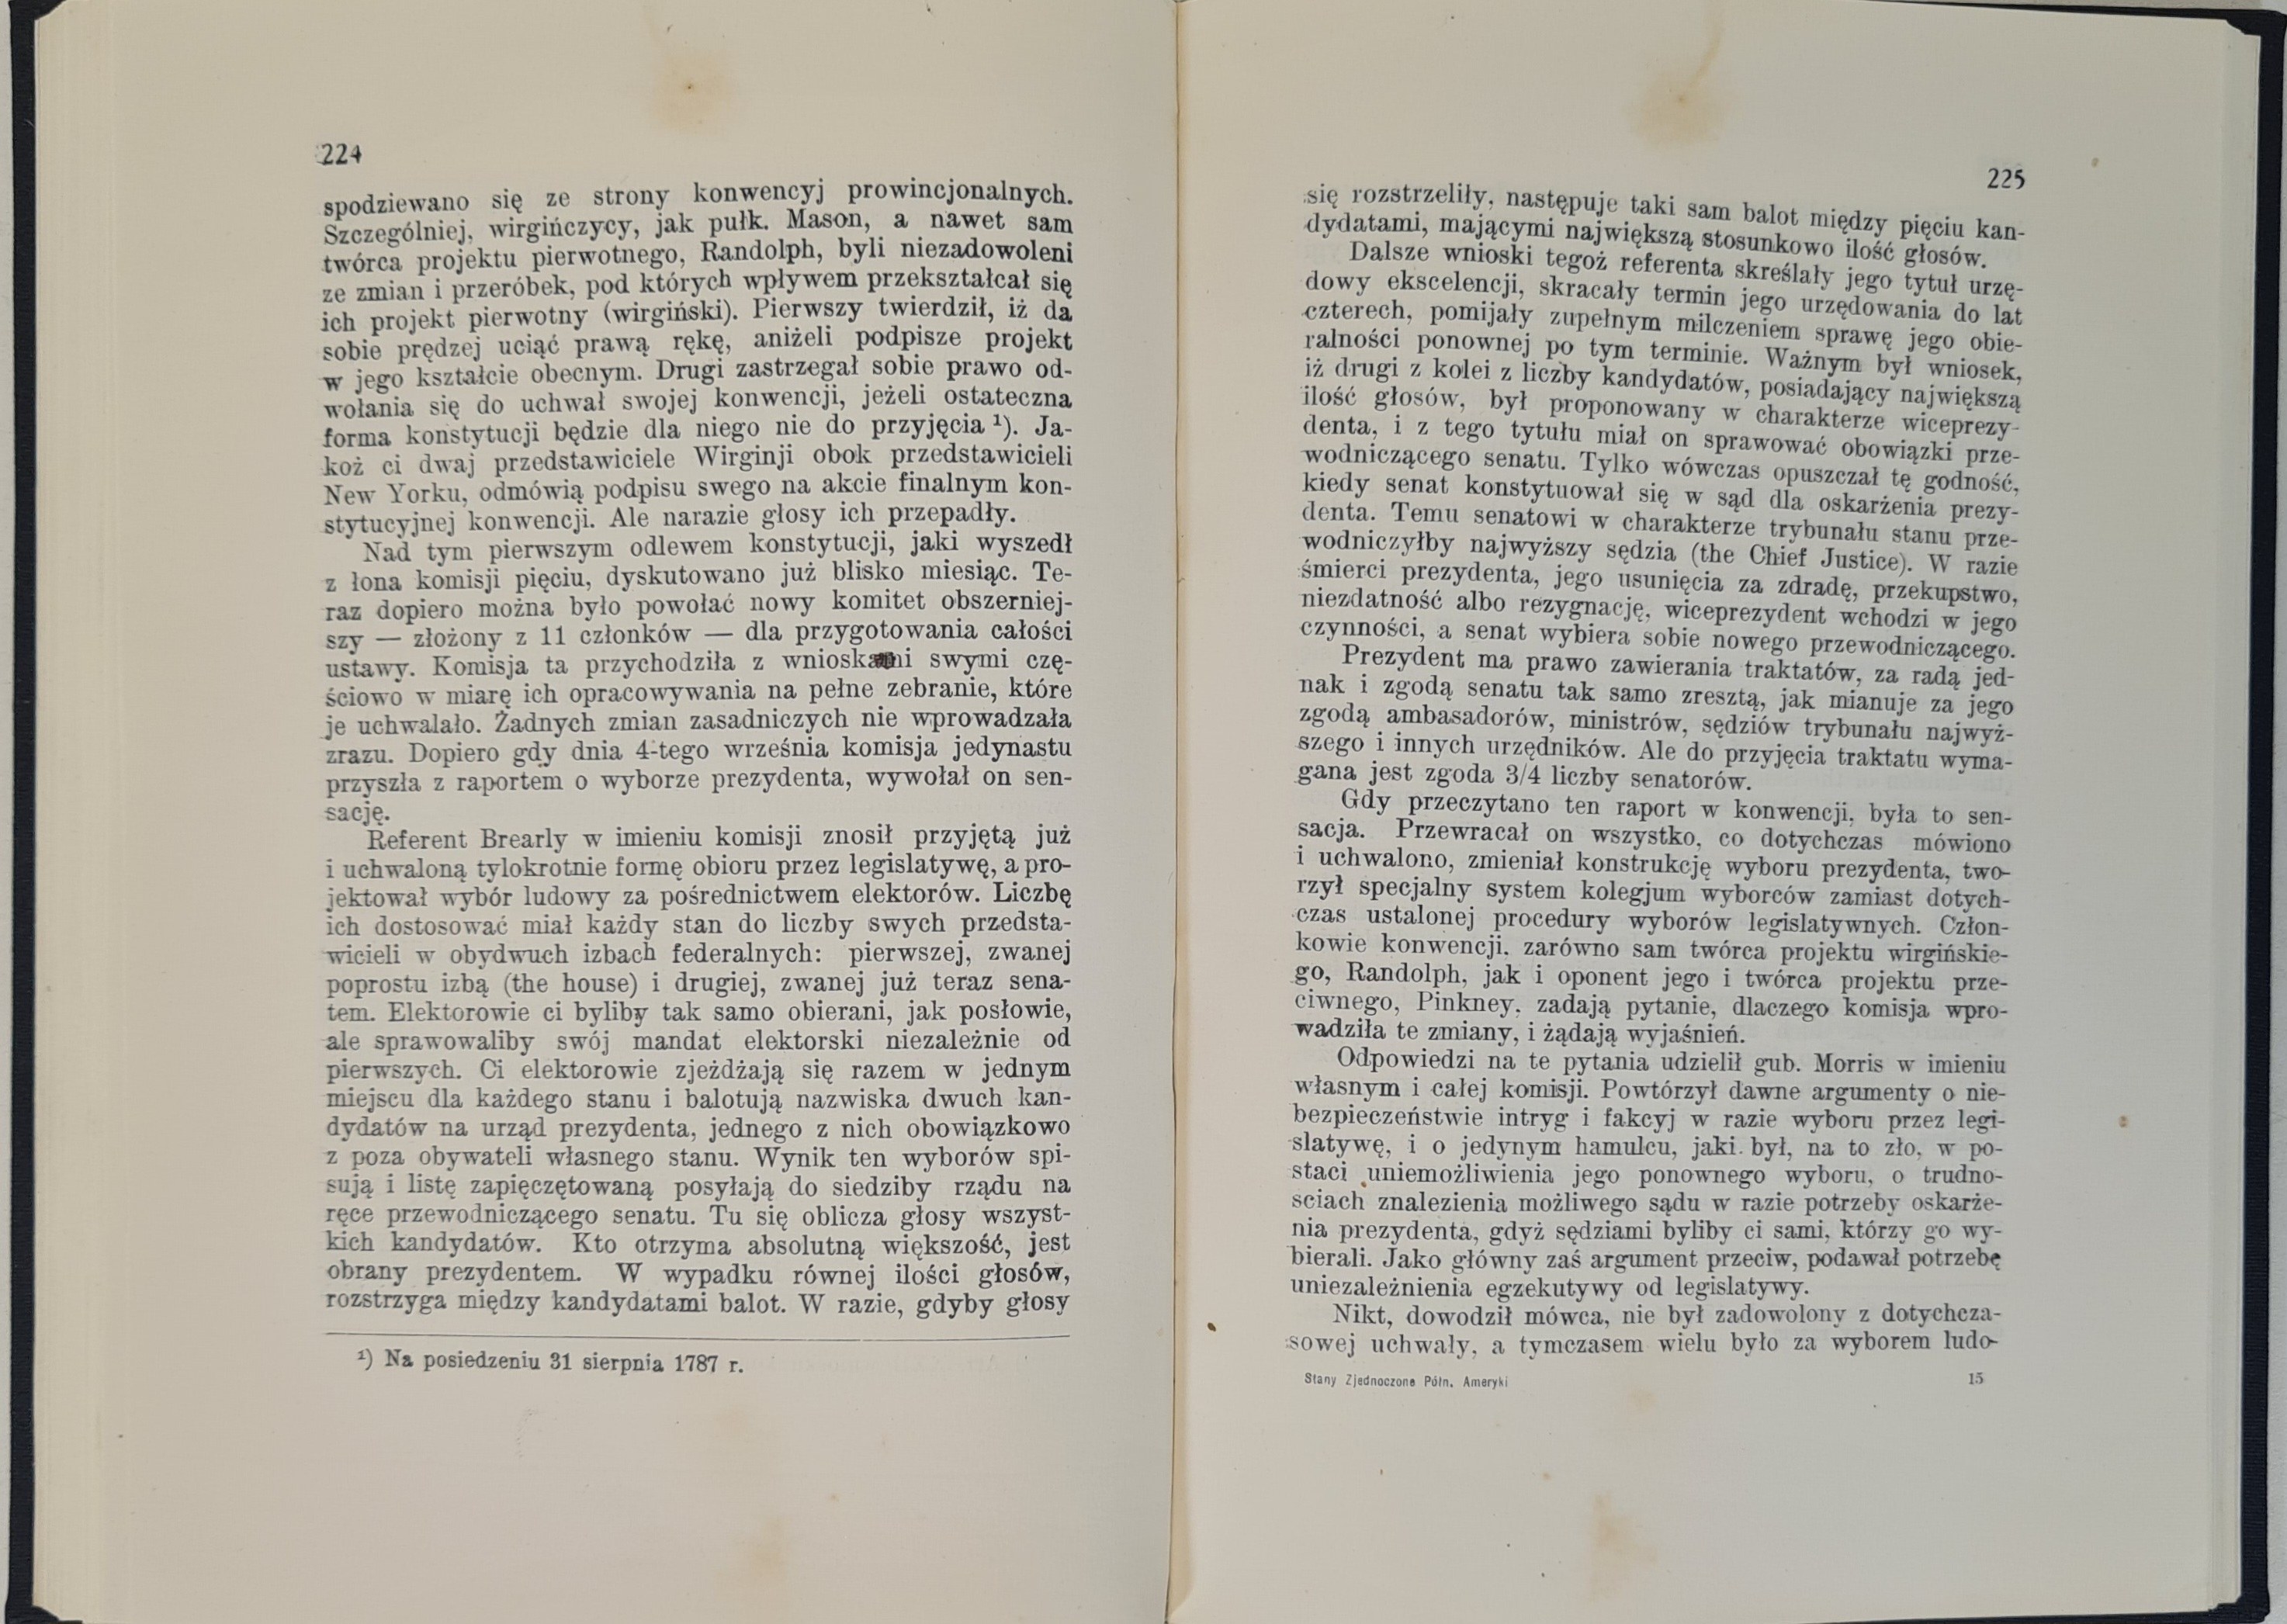 224
spodziewano się ze strony konwencyj prowincjonalnych.
Szczególniej, wirgińczycy, jak pułk. Mason, a nawet sam
twórca projektu pierwotnego, Randolph, byli niezadowoleni
ze zmian i przeróbek, pod których wpływem przekształcał się
ich projekt pierwotny (wirgiński). Pierwszy twierdził, iż da
sobie prędzej uciąć prawą rękę, aniżeli podpisze projekt
w jego kształcie obecnym. Drugi zastrzegał sobie prawo od-
wołania się do uchwał swojej konwencji, jeżeli ostateczna
forma konstytucji będzie dla niego nie do przyjęcia ¹). Ja-
koż ci dwaj przedstawiciele Wirginji obok przedstawicieli
New Yorku, odmówią podpisu swego na akcie finalnym kon-
stytucyjnej konwencji. Ale narazie głosy ich przepadły.
Nad tym pierwszym odlewem konstytucji, jaki wyszedł
z łona komisji pięciu, dyskutowano już blisko miesiąc. Te-
raz dopiero można było powołać nowy komitet obszerniej-
szy — złożony z 11 członków — dla przygotowania całości
ustawy. Komisja ta przychodziła z wnioskami swymi czę-
ściowo w miarę ich opracowywania na pełne zebranie, które
je uchwalało. Żadnych zmian zasadniczych nie wprowadzała
zrazu. Dopiero gdy dnia 4-tego września komisja jedynastu
przyszła z raportem o wyborze prezydenta, wywołał on sen-
sację.
Referent Brearly w imieniu komisji znosił przyjętą już
i uchwaloną tylokrotnie formę obioru przez legislatywę, a pro-
jektował wybór ludowy za pośrednictwem elektorów. Liczbę
ich dostosować miał każdy stan do liczby swych przedsta-
wicieli w obydwuch izbach federalnych: pierwszej, zwanej
poprostu izbą (the house) i drugiej, zwanej już teraz sena-
tem. Elektorowie ci byliby tak samo obierani, jak posłowie,
ale sprawowaliby swój mandat elektorski niezależnie od
pierwszych. Ci elektorowie zjeżdżają się razem w jednym
miejscu dla każdego stanu i balotują nazwiska dwuch kan-
dydatów na urząd prezydenta, jednego z nich obowiązkowo
z poza obywateli własnego stanu. Wynik ten wyborów spi-
sują i listę zapięczętowaną posyłają do siedziby rządu na
ręce przewodniczącego senatu. Tu się oblicza głosy wszyst-
kich kandydatów. Kto otrzyma absolutną większość, jest
obrany prezydentem. W wypadku równej ilości głosów,
rozstrzyga między kandydatami balot. W razie, gdyby głosy
¹) Na posiedzeniu 31 sierpnia 1787 r.
225
się rozstrzeliły, następuje taki sam balot między pięciu kan-
dydatami, mającymi największą stosunkowo ilość głosów.
Dalsze wnioski tegoż referenta skreślały jego tytuł urzę-
dowy ekscelencji, skracały termin jego urzędowania do lat
czterech, pomijały zupełnym milczeniem sprawę jego obie-
ralności ponownej po tym terminie. Ważnym był wniosek,
iż drugi z kolei z liczby kandydatów, posiadający największą
ilość głosów, był proponowany w charakterze wiceprezy-
denta, i z tego tytułu miał on sprawować obowiązki prze-
wodniczącego senatu. Tylko wówczas opuszczał tę godność,
kiedy senat konstytuował się w sąd dla oskarżenia prezy-
denta. Temu senatowi w charakterze trybunału stanu prze-
wodniczyłby najwyższy sędzia (the Chief Justice). W razie
śmierci prezydenta, jego usunięcia za zdradę, przekupstwo,
niezdatność albo rezygnację, wiceprezydent wchodzi w jego
czynności, a senat wybiera sobie nowego przewodniczącego.
Prezydent ma prawo zawierania traktatów, za radą jed-
nak i zgodą senatu tak samo zresztą, jak mianuje za jego
zgodą ambasadorów, ministrów, sędziów trybunału najwyż-
szego i innych urzędników. Ale do przyjęcia traktatu wyma-
gana jest zgoda 3/4 liczby senatorów.
Gdy przeczytano ten raport w konwencji, była to sen-
sacja. Przewracał on wszystko, co dotychczas mówiono
i uchwalono, zmieniał konstrukcję wyboru prezydenta, two-
rzył specjalny system kolegjum wyborców zamiast dotych-
czas ustalonej procedury wyborów legislatywnych. Człon-
kowie konwencji. zarówno sam twórca projektu wirgińskie-
go, Randolph, jak i oponent jego i twórca projektu prze-
ciwnego, Pinkney, zadają pytanie, dlaczego komisja wpro-
wadziła te zmiany, i żądają wyjaśnień.
Odpowiedzi na te pytania udzielił gub. Morris w imieniu
własnym i całej komisji. Powtórzył dawne argumenty o nie-
bezpieczeństwie intryg i fakcyj w razie wyboru przez legi-
slatywę, i o jedynym hamulcu, jaki był, na to zło, w po-
staci uniemożliwienia jego ponownego wyboru, o trudno-
sciach znalezienia możliwego sądu w razie potrzeby oskarże-
nia prezydenta, gdyż sędziami byliby ci sami, którzy go wy-
bierali. Jako główny zaś argument przeciw, podawał potrzebę
uniezależnienia egzekutywy od legislatywy.
Nikt, dowodził mówca, nie był zadowolony z dotychcza-
sowej uchwały, a tymczasem wielu było za wyborem ludo-
Stany Zjednoczone Półn. Ameryki 15